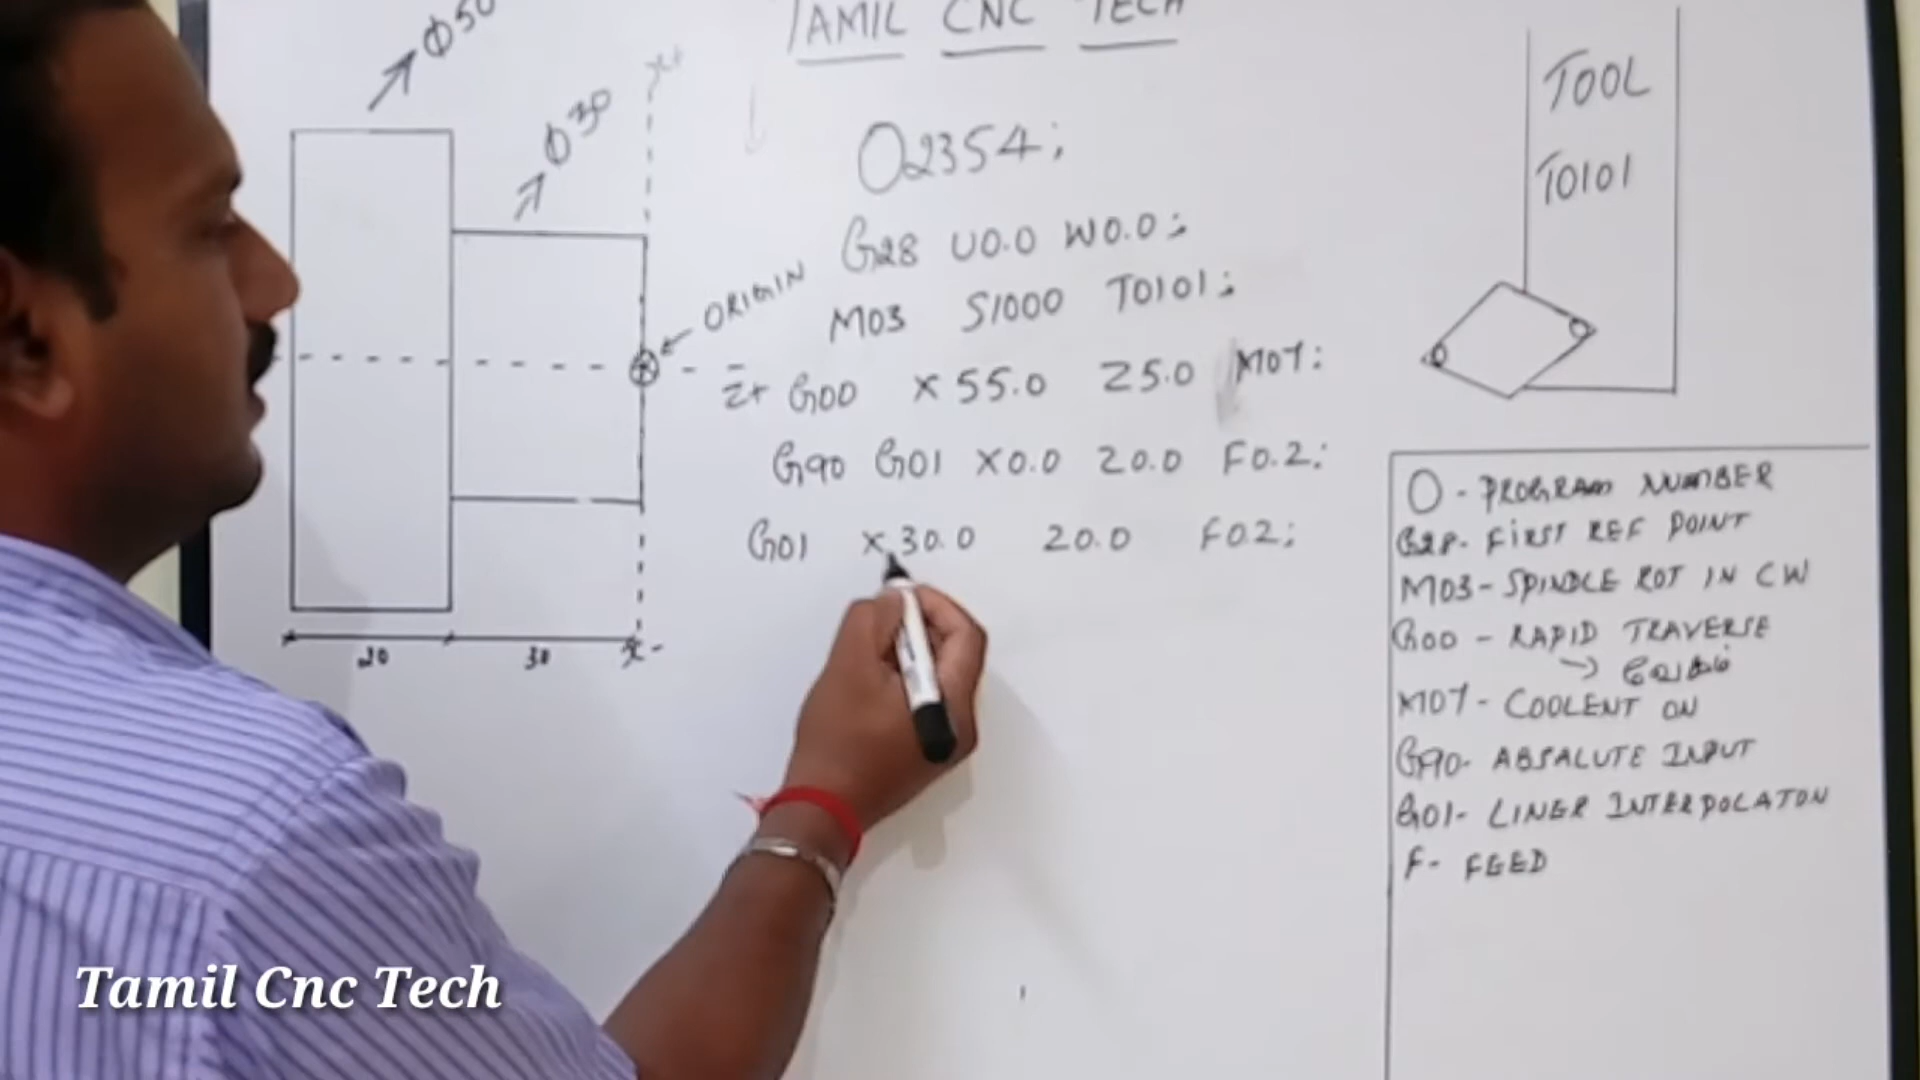 TAMIL CNC TECH
Φ50
Φ30
X+
ORIGIN
Z+
20
30
X-
O2354;
G28 U0.0 W0.0;
M03 S1000 T0101;
G00 X55.0 Z5.0 M07;
G90 G01 X0.0 Z0.0 F0.2;
G01 X30.0 Z0.0 F0.2;
TOOL
T0101
O - PROGRAM NUMBER
G28- FIRST REF POINT
M03-SPINDLE ROT IN CW
G00 - RAPID TRAVERSE
→ வேகம்
M07- COOLENT ON
G90- ABSALUTE INPUT
G01- LINER INTERPOLATON
F- FEED
Tamil Cnc Tech